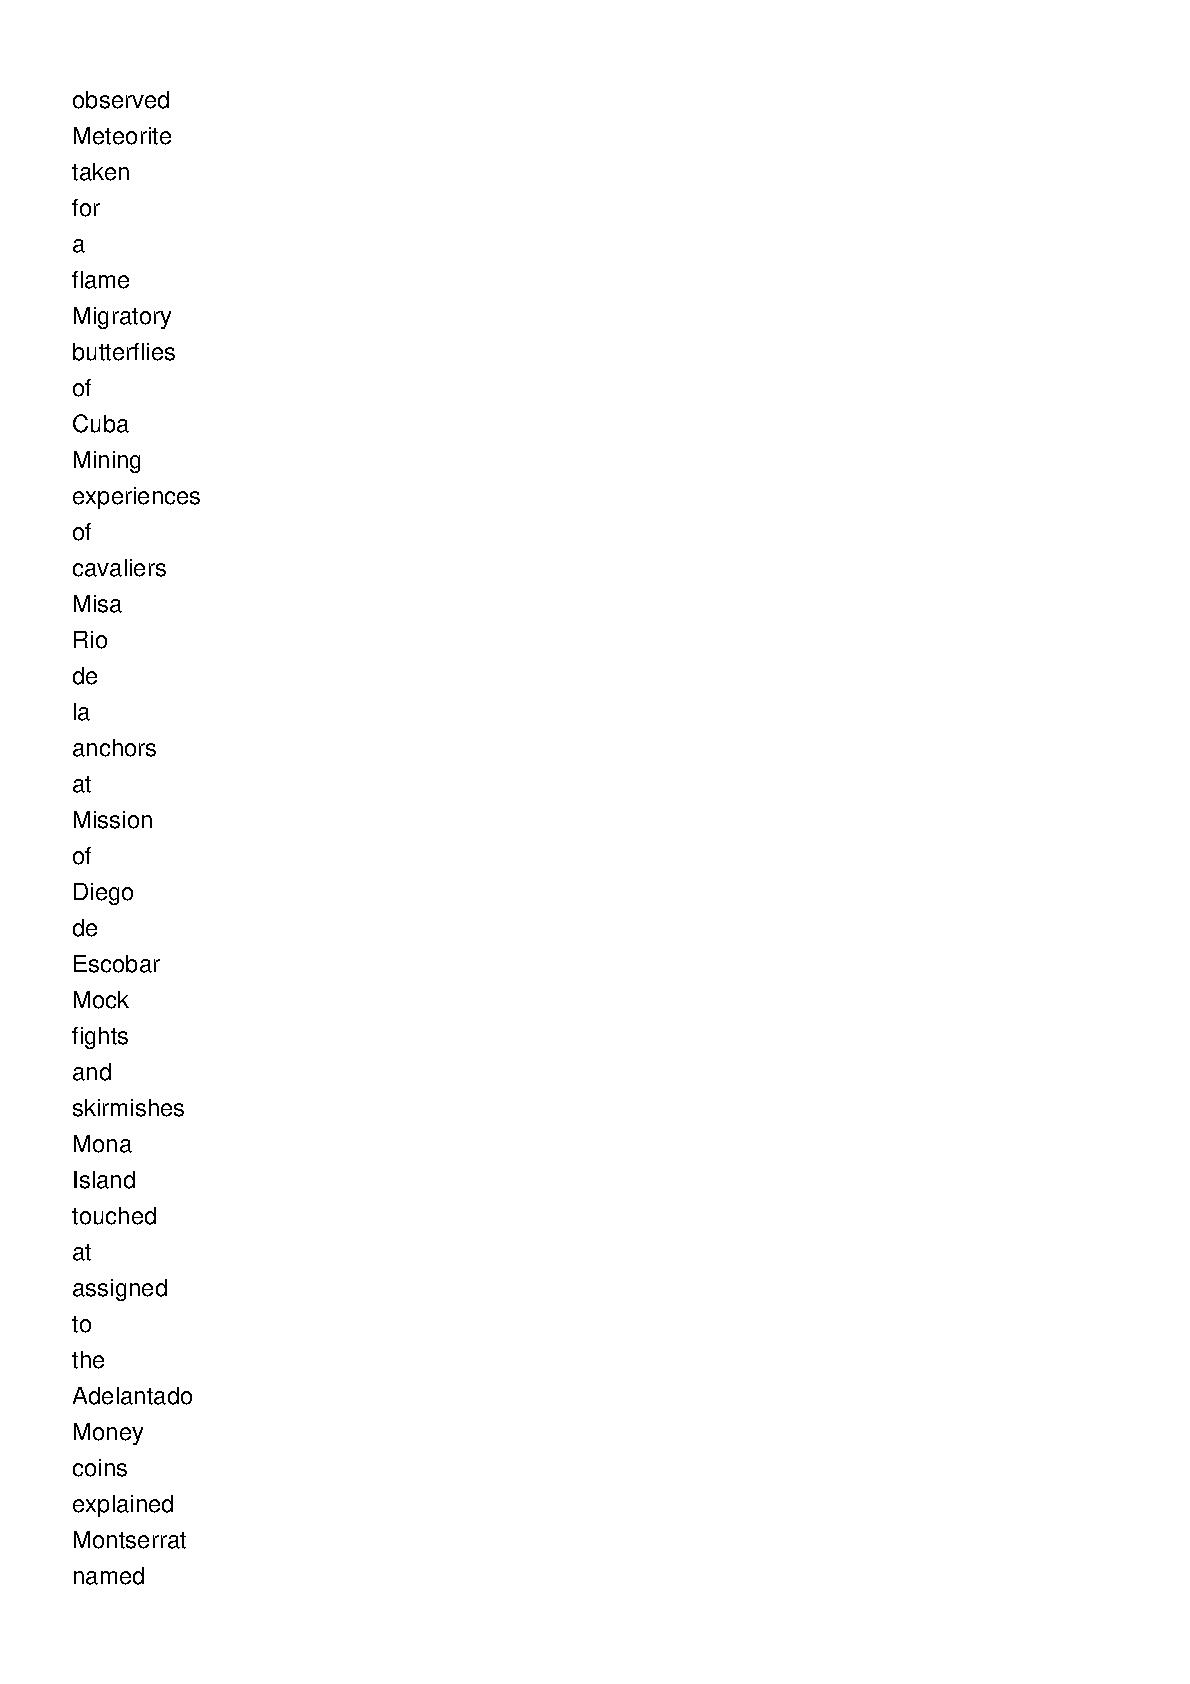 observed
Meteorite
taken
for
a
flame
Migratory
butterflies
of
Cuba
Mining
experiences
of
cavaliers
Misa
Rio
de
la
anchors
at
Mission
of
Diego
de
Escobar
Mock
fights
and
skirmishes
Mona
Island
touched
at
assigned
to
the
Adelantado
Money
coins
explained
Montserrat
named